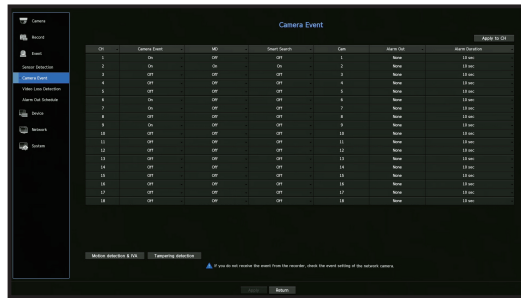 Camera
Record
Event
Sensor Detection
Camera Event
Video Loss Detection
Alarm Out Schedule
Device
Network
System
Camera Event
Apply to CH
CH Camera Event MD Smart Search Cam. Alarm Out Alarm Duration
1 On Off Off 1 None 10 sec
2 On On On 2 None 10 sec
3 Off Off Off 3 None 10 sec
4 On Off Off 4 None 10 sec
5 Off Off Off 5 None 10 sec
6 On Off Off 6 None 10 sec
7 On Off Off 7 None 10 sec
8 Off Off Off 8 None 10 sec
9 On Off Off 9 None 10 sec
10 Off Off Off 10 None 10 sec
11 Off Off Off 11 None 10 sec
12 Off Off Off 12 None 10 sec
13 Off Off Off 13 None 10 sec
14 Off Off Off 14 None 10 sec
15 Off Off Off 15 None 10 sec
16 Off Off Off 16 None 10 sec
17 Off Off Off 17 None 10 sec
18 Off Off Off 18 None 10 sec
Motion detection & IVA Tampering detection
If you do not receive the event from the recorder, check the event setting of the network camera.
Apply Return